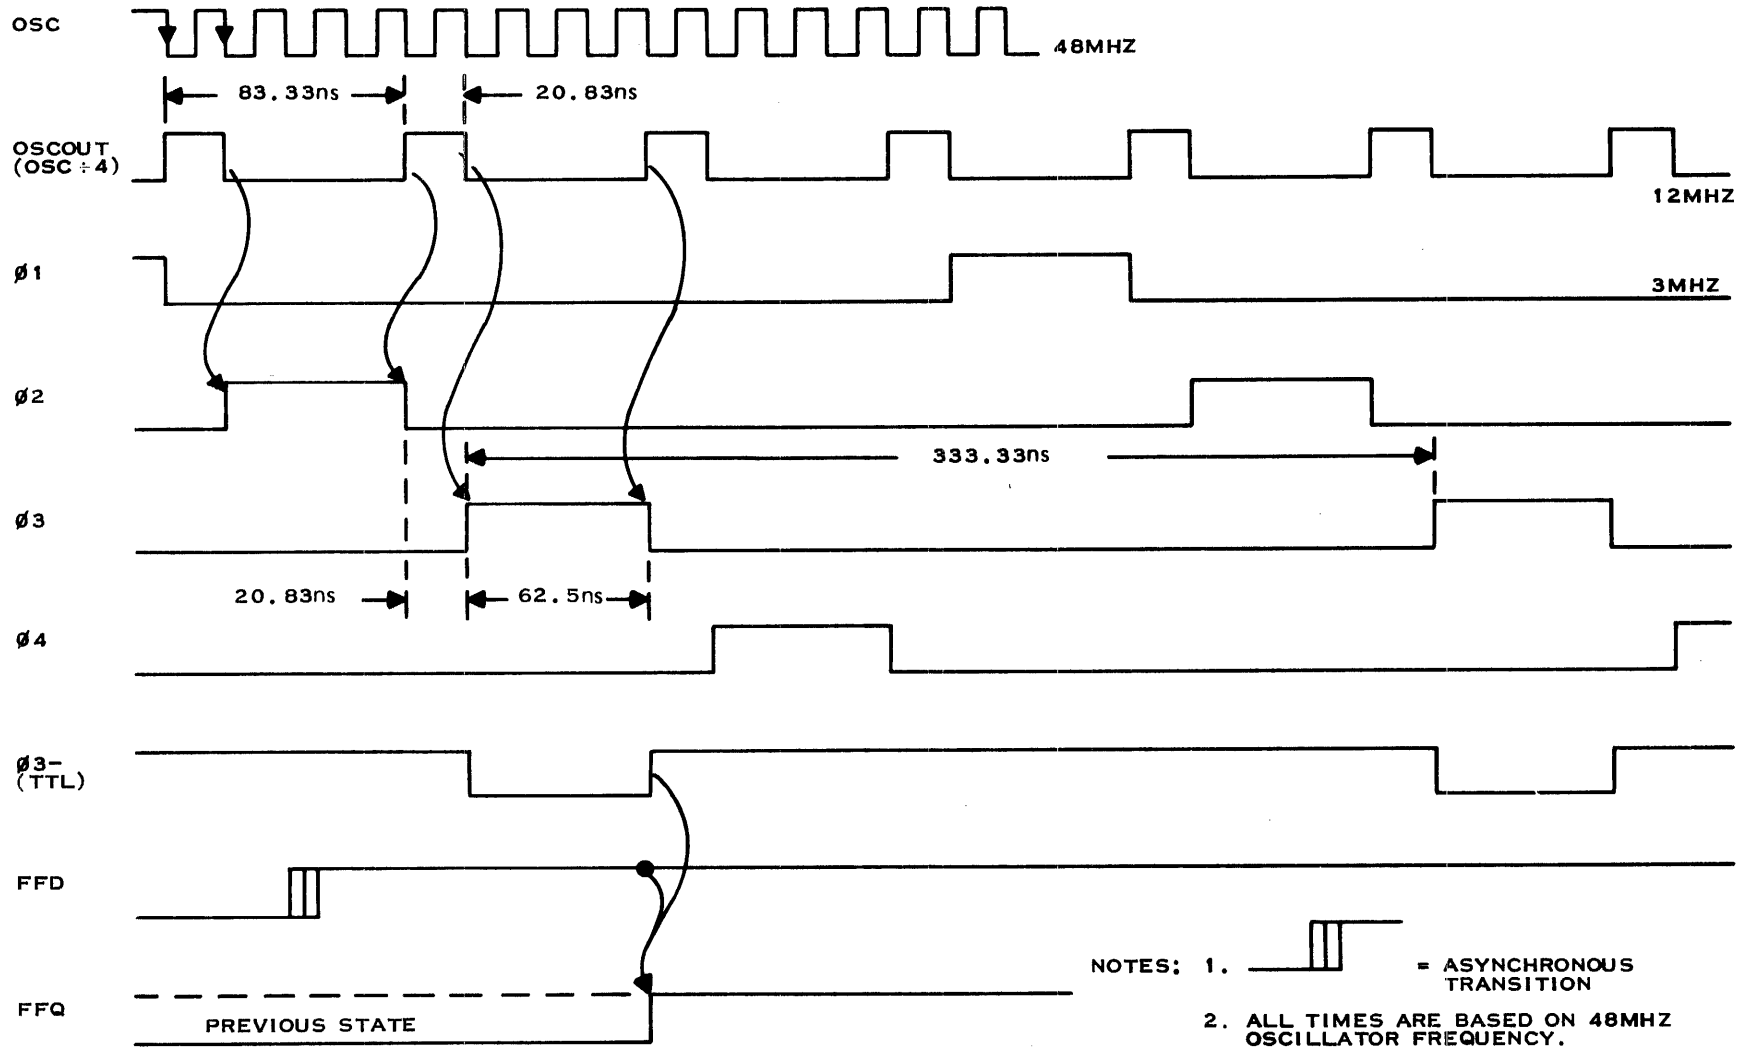 OSC
48MHZ
83.33ns
20.83ns
OSCOUT
(OSC÷4)
12MHZ
Ø1
3MHZ
Ø2
333.33ns
Ø3
20.83ns
62.5ns
Ø4
Ø3-
(TTL)
FFD
NOTES: 1.
= ASYNCHRONOUS
TRANSITION
FFQ
PREVIOUS STATE
2. ALL TIMES ARE BASED ON 48MHZ
OSCILLATOR FREQUENCY.